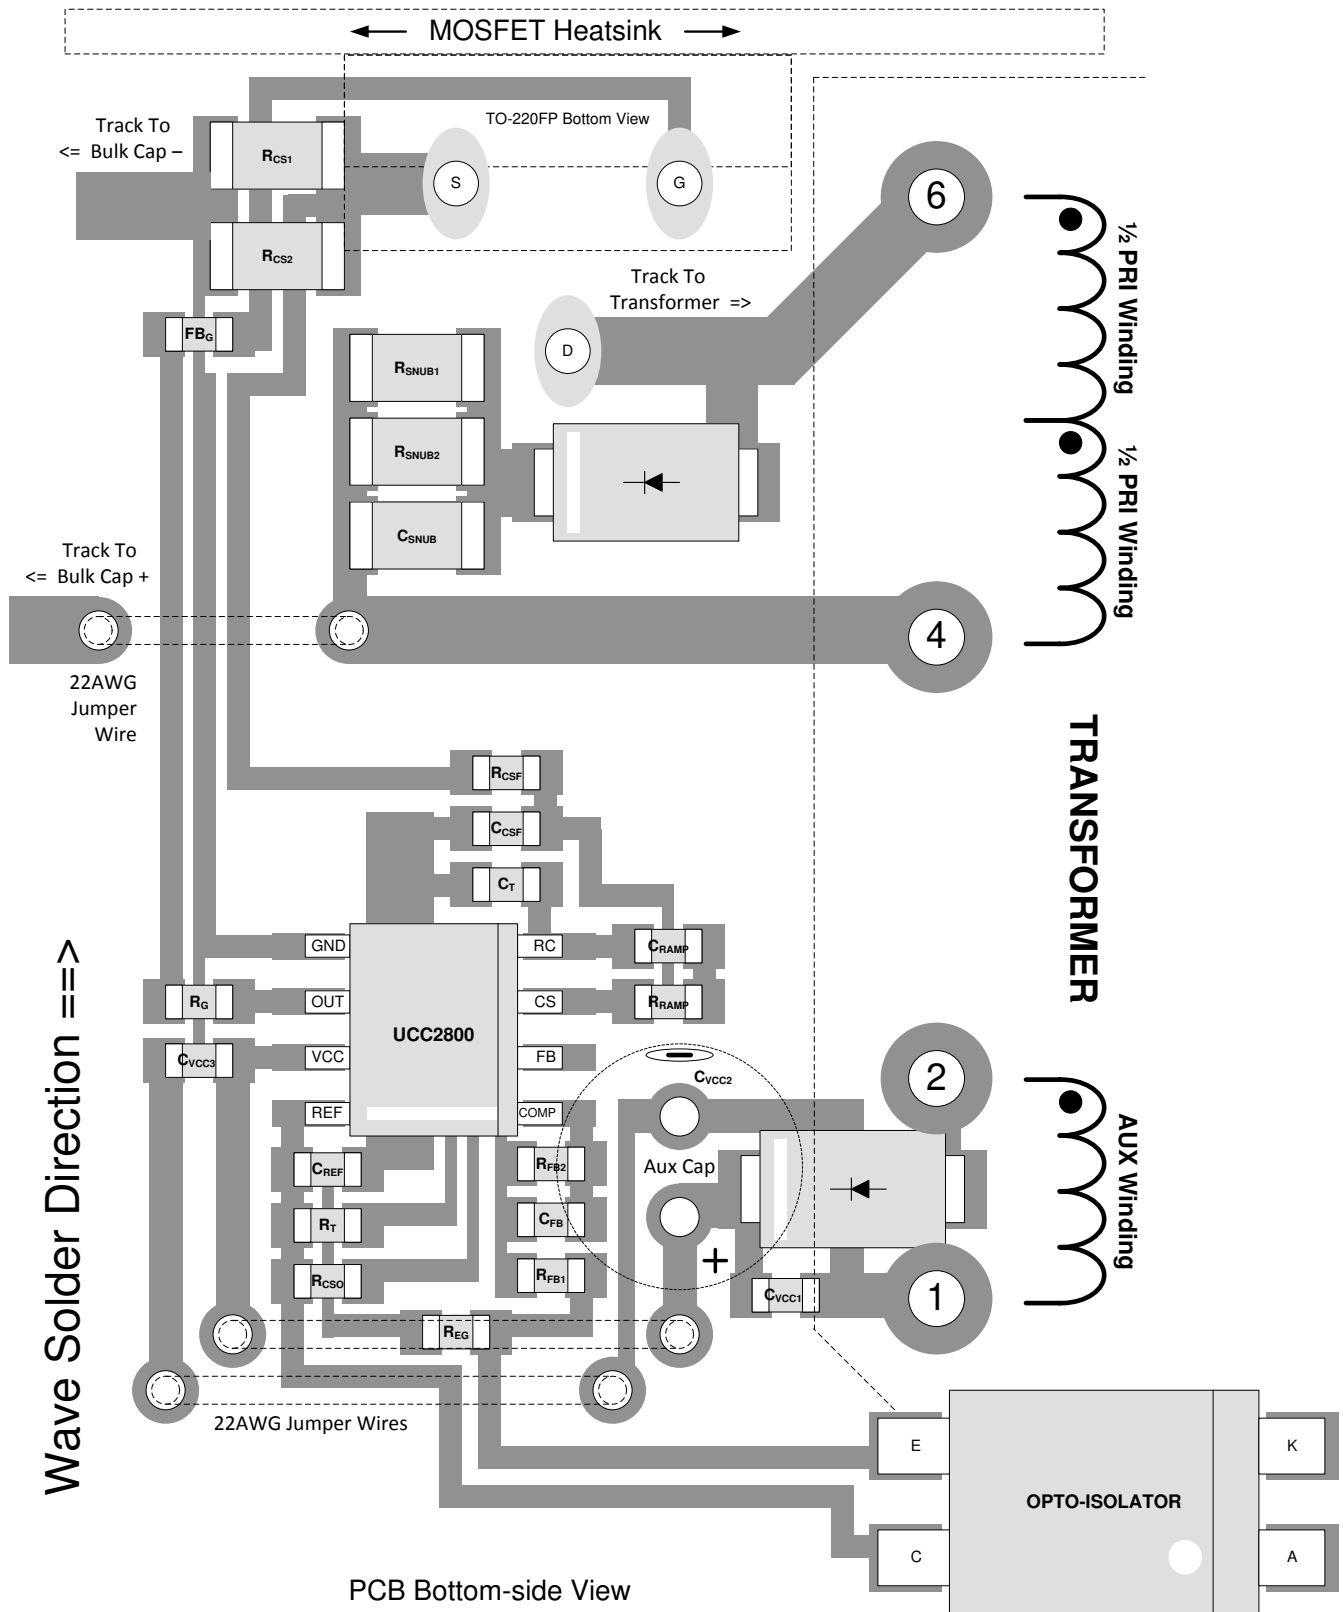 MOSFET Heatsink
TO-220FP Bottom View
Track To
<= Bulk Cap –
RCS1
S
G
6
RCS2
½ PRI Winding
Track To
Transformer =>
FBG
D
RSNUB1
RSNUB2
½ PRI Winding
CSNUB
Track To
<= Bulk Cap +
4
22AWG
Jumper
Wire
TRANSFORMER
RCSF
CCSF
CT
GND
RC
CRAMP
RG
OUT
CS
RRAMP
UCC2800
CVCC3
VCC
FB
CVCC2
2
REF
COMP
AUX Winding
CREF
RFB2
Aux Cap
RT
CFB
+
RCSO
RFB1
CVCC1
1
REG
22AWG Jumper Wires
Wave Solder Direction ==>
E
K
OPTO-ISOLATOR
C
A
PCB Bottom-side View